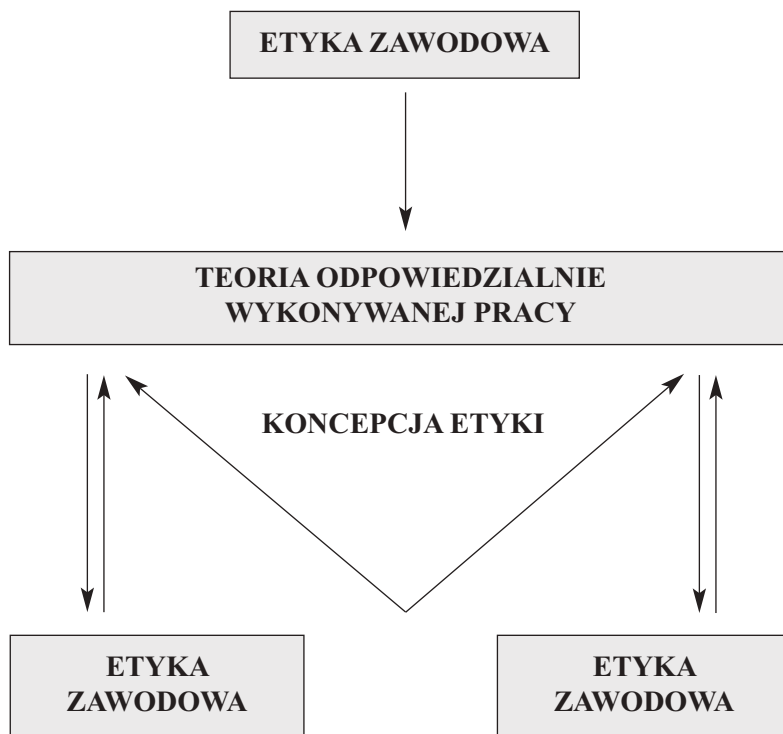 ETYKA ZAWODOWA
TEORIA ODPOWIEDZIALNIE
WYKONYWANEJ PRACY
KONCEPCJA ETYKI
ETYKA
ZAWODOWA
ETYKA
ZAWODOWA